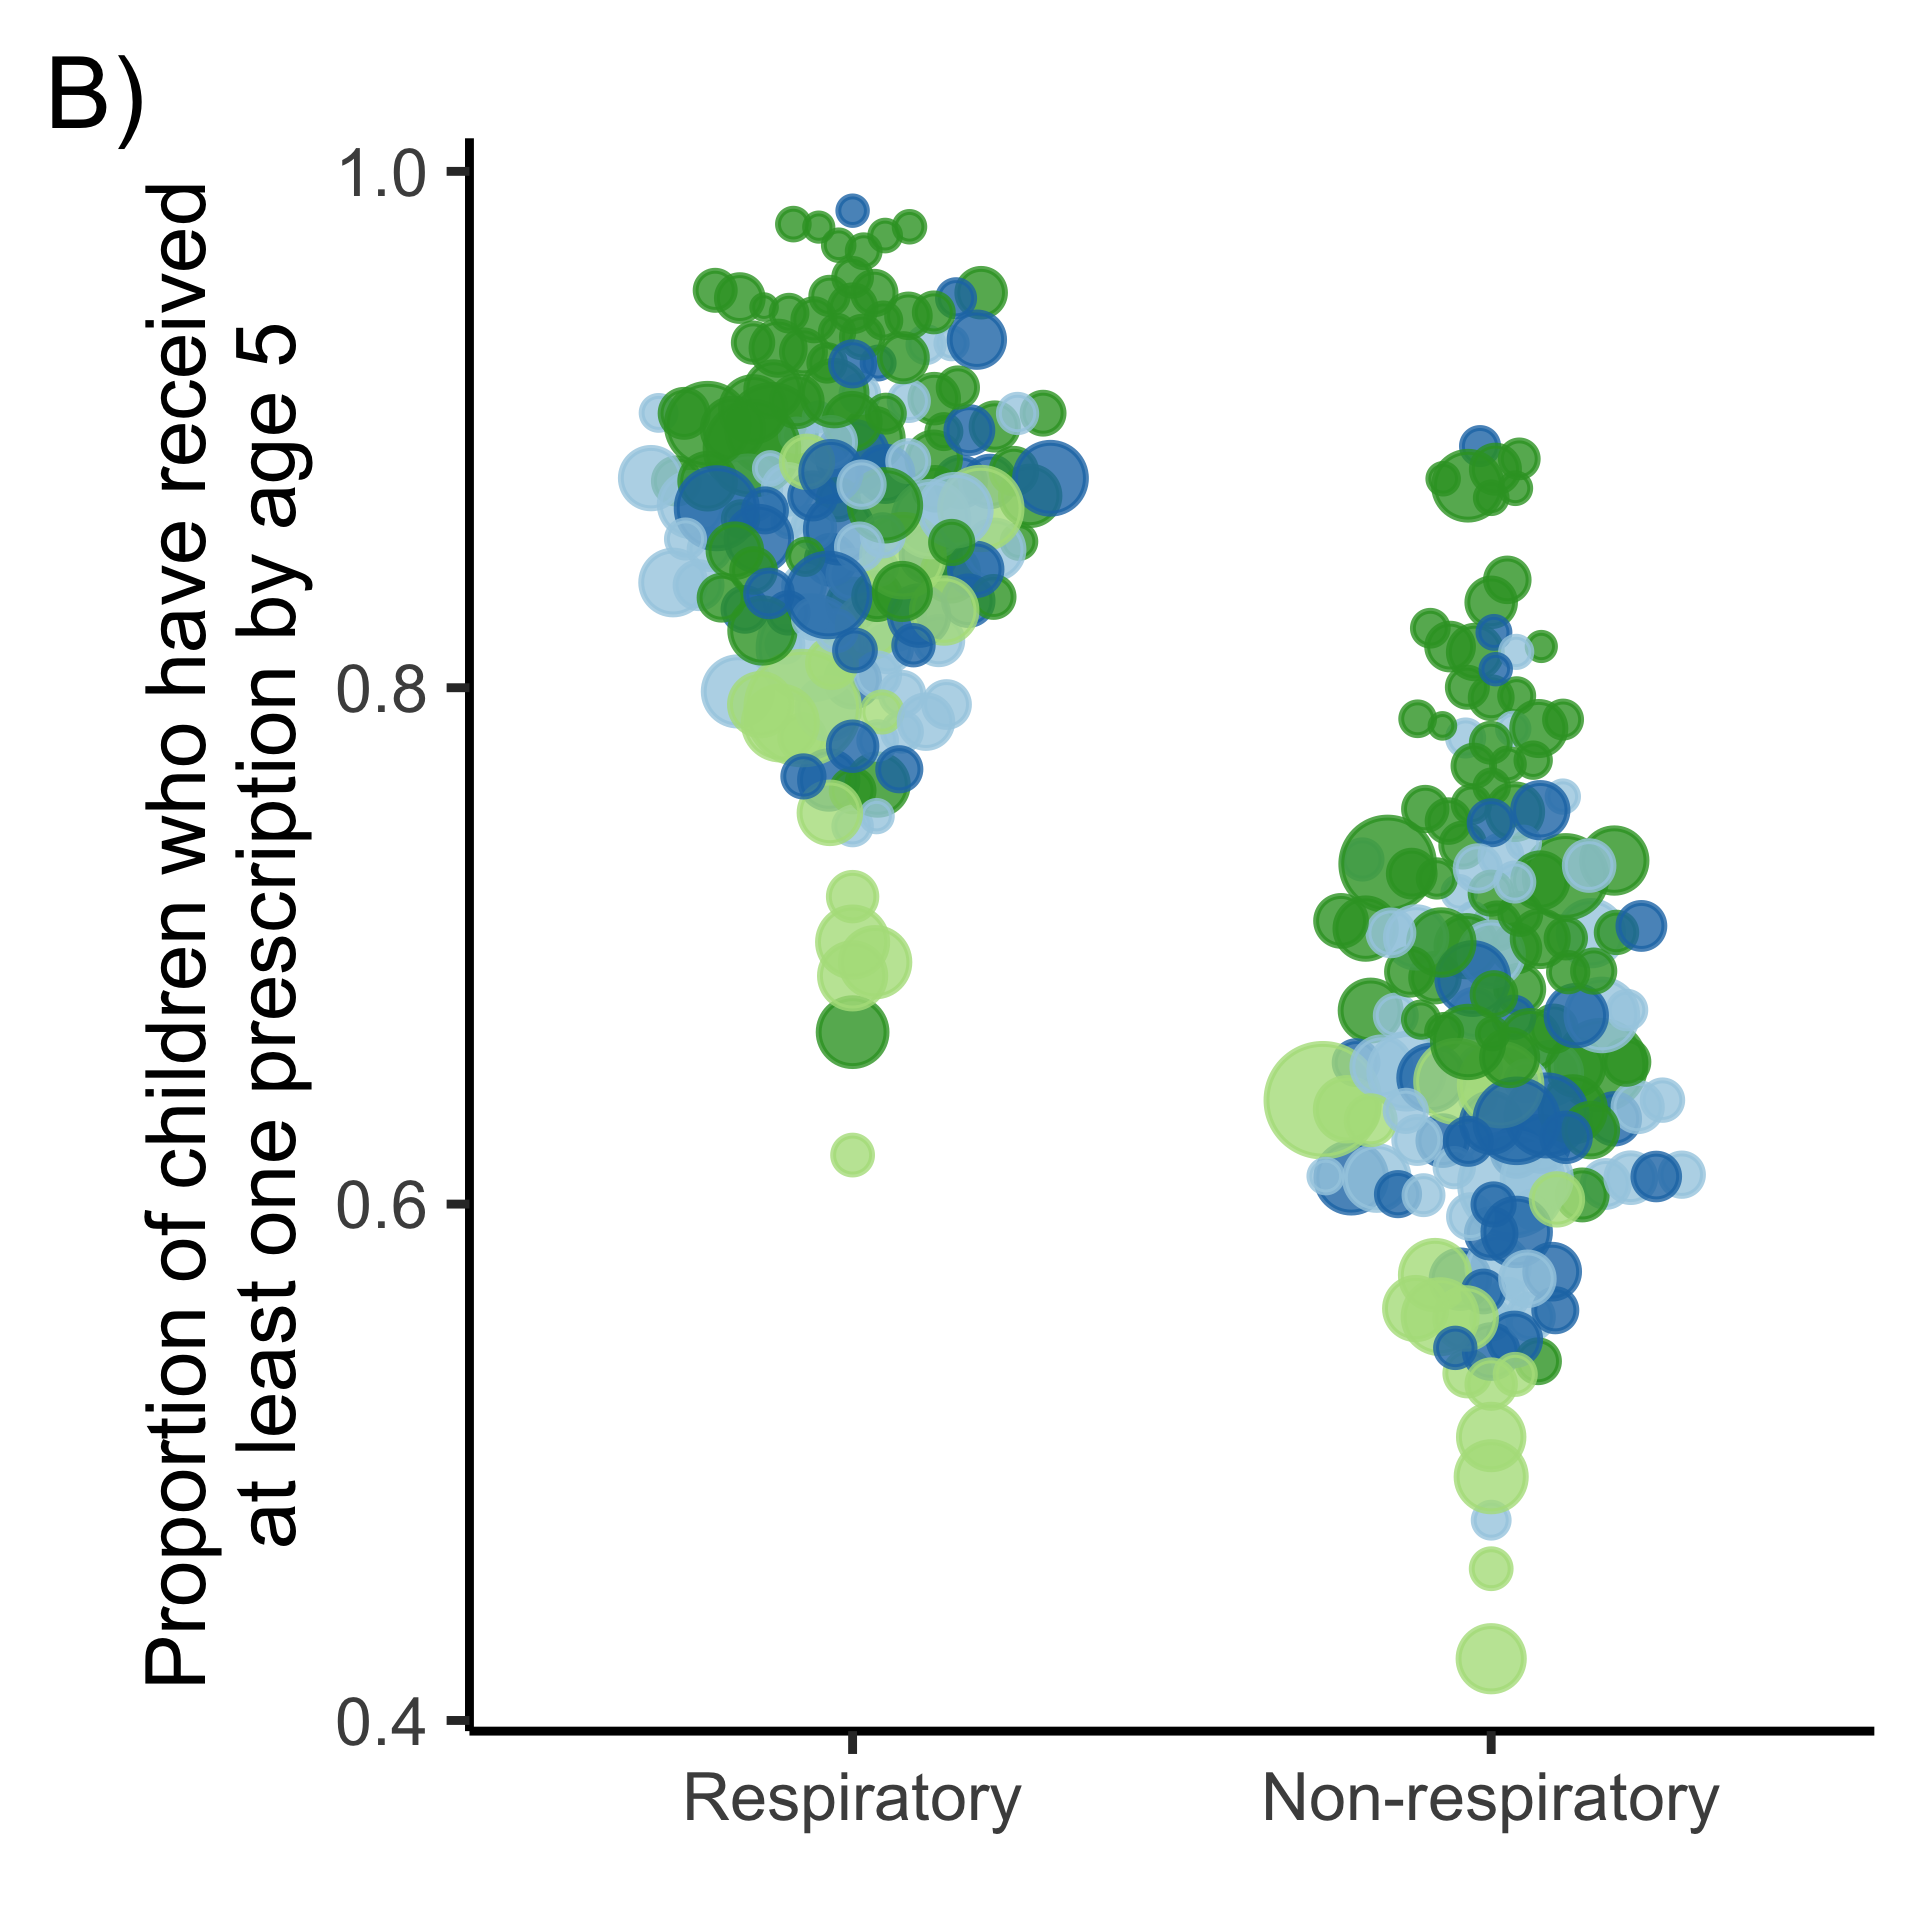 B)
Proportion of children who have received
at least one prescription by age 5
1.0
0.8
0.6
0.4
Respiratory
Non-respiratory